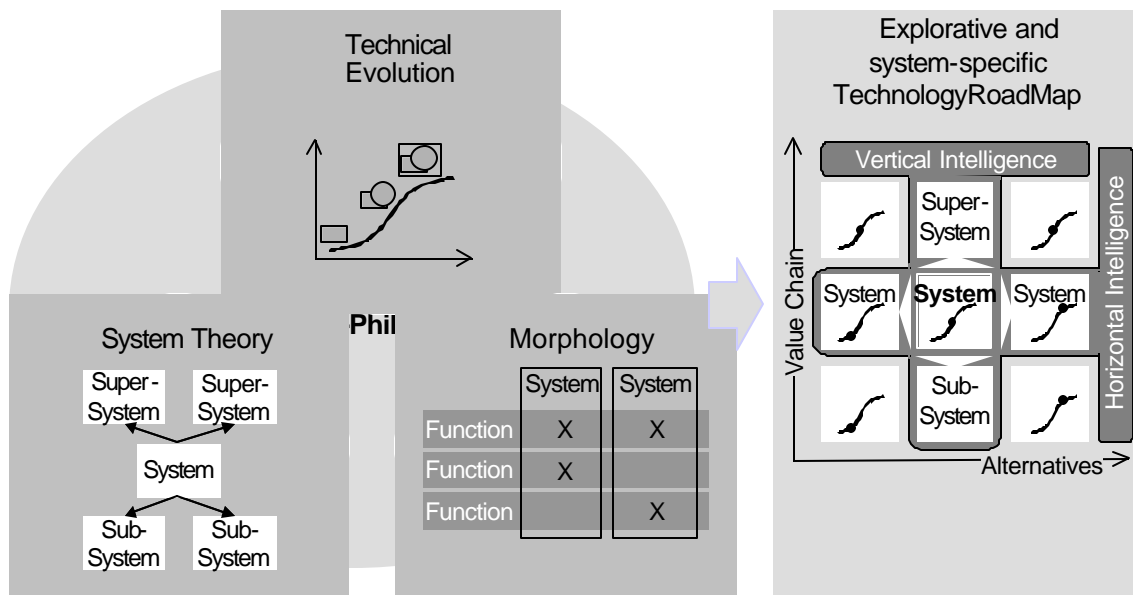 Technical
Evolution
Phil
System Theory
Super-
System
Super-
System
System
Sub-
System
Sub-
System
Morphology
System
System
Function
X
X
Function
X
Function
X
Explorative and
system-specific
TechnologyRoadMap
Vertical Intelligence
Horizontal Intelligence
Value Chain
Super-
System
System
System
System
Sub-
System
Alternatives